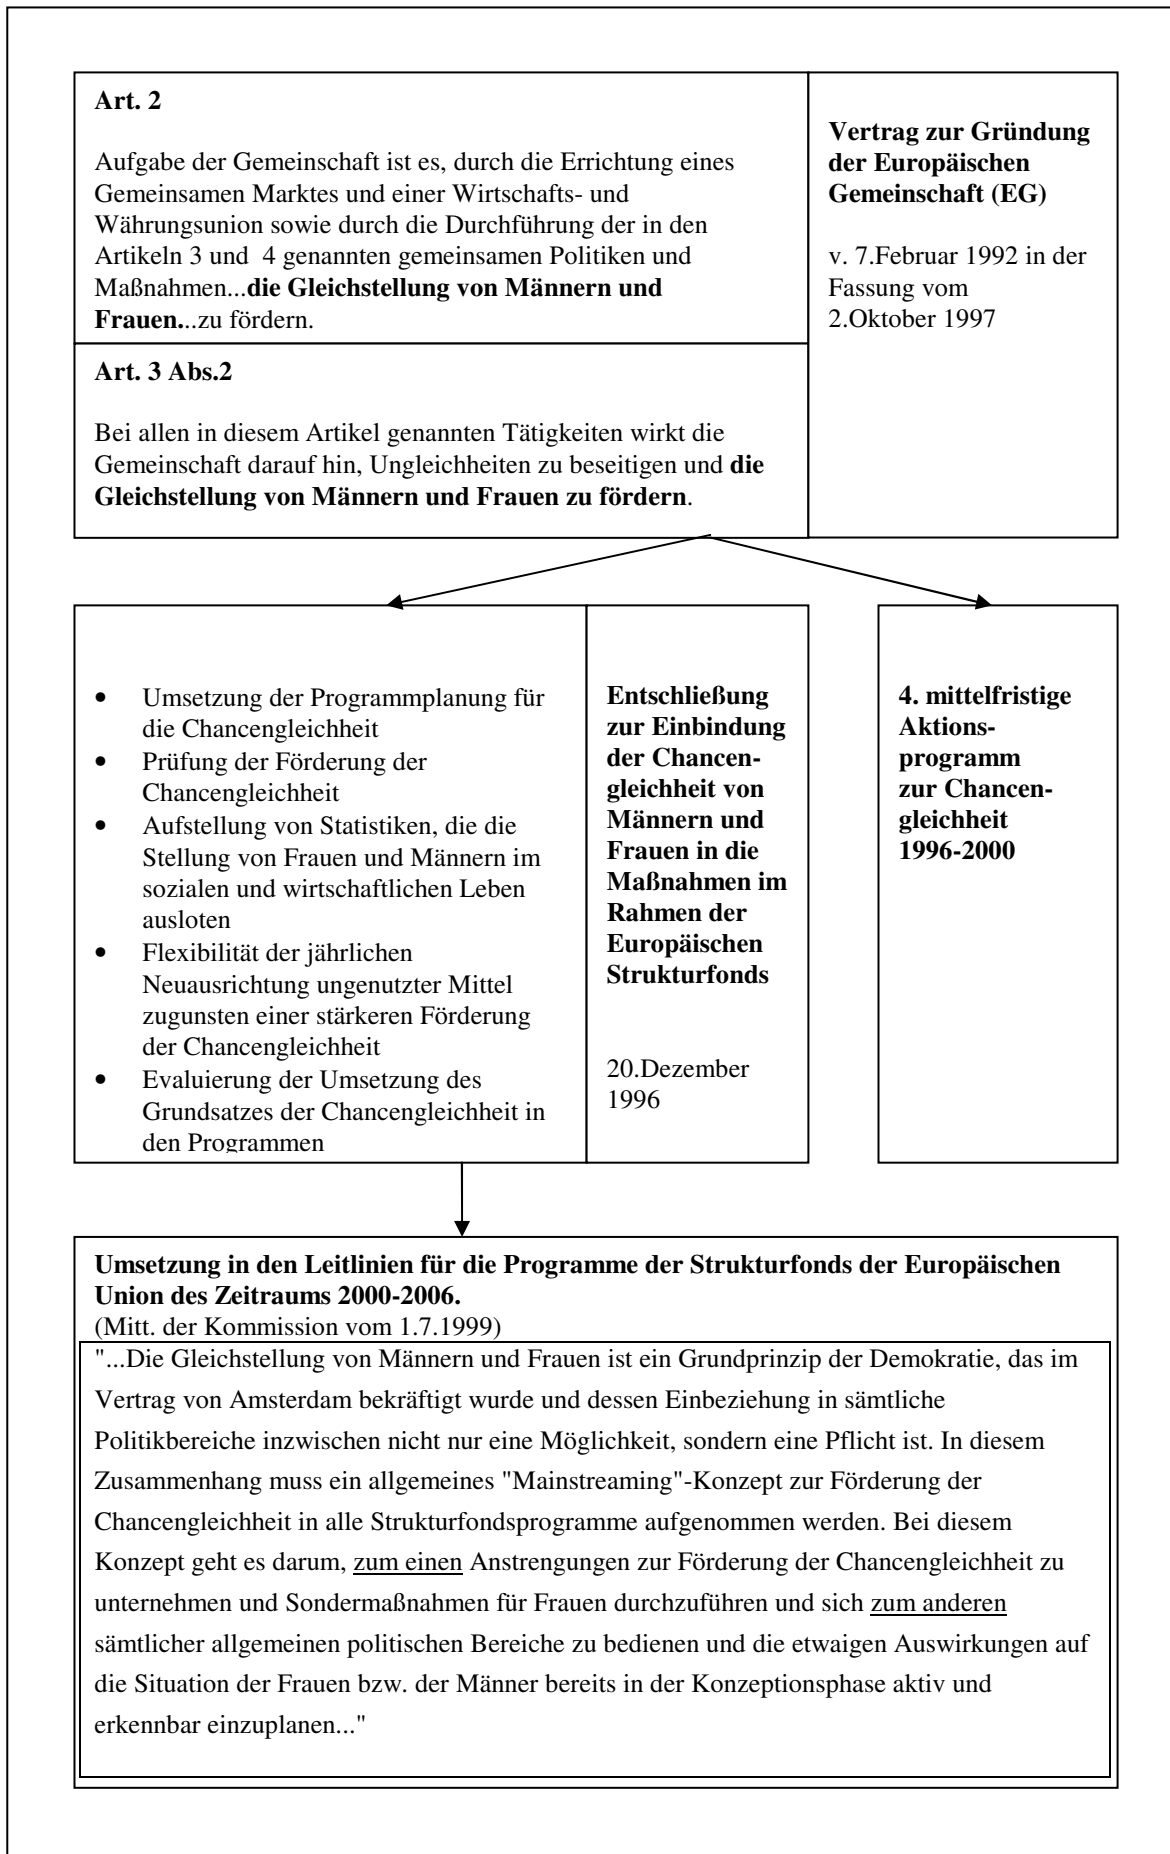 Art. 2
Aufgabe der Gemeinschaft ist es, durch die Errichtung eines
Gemeinsamen Marktes und einer Wirtschafts- und
Währungsunion sowie durch die Durchführung der in den
Artikeln 3 und  4 genannten gemeinsamen Politiken und
Maßnahmen...die Gleichstellung von Männern und
Frauen...zu fördern.
Art. 3 Abs.2
Bei allen in diesem Artikel genannten Tätigkeiten wirkt die
Gemeinschaft darauf hin, Ungleichheiten zu beseitigen und die
Gleichstellung von Männern und Frauen zu fördern.
Vertrag zur Gründung
der Europäischen
Gemeinschaft (EG)
v. 7.Februar 1992 in der
Fassung vom
2.Oktober 1997
• Umsetzung der Programmplanung für
die Chancengleichheit
• Prüfung der Förderung der
Chancengleichheit
• Aufstellung von Statistiken, die die
Stellung von Frauen und Männern im
sozialen und wirtschaftlichen Leben
ausloten
• Flexibilität der jährlichen
Neuausrichtung ungenutzter Mittel
zugunsten einer stärkeren Förderung
der Chancengleichheit
• Evaluierung der Umsetzung des
Grundsatzes der Chancengleichheit in
den Programmen
Entschließung
zur Einbindung
der Chancen-
gleichheit von
Männern und
Frauen in die
Maßnahmen im
Rahmen der
Europäischen
Strukturfonds
20.Dezember
1996
4. mittelfristige
Aktions-
programm
zur Chancen-
gleichheit
1996-2000
Umsetzung in den Leitlinien für die Programme der Strukturfonds der Europäischen
Union des Zeitraums 2000-2006.
(Mitt. der Kommission vom 1.7.1999)
"...Die Gleichstellung von Männern und Frauen ist ein Grundprinzip der Demokratie, das im
Vertrag von Amsterdam bekräftigt wurde und dessen Einbeziehung in sämtliche
Politikbereiche inzwischen nicht nur eine Möglichkeit, sondern eine Pflicht ist. In diesem
Zusammenhang muss ein allgemeines "Mainstreaming"-Konzept zur Förderung der
Chancengleichheit in alle Strukturfondsprogramme aufgenommen werden. Bei diesem
Konzept geht es darum, zum einen Anstrengungen zur Förderung der Chancengleichheit zu
unternehmen und Sondermaßnahmen für Frauen durchzuführen und sich zum anderen
sämtlicher allgemeinen politischen Bereiche zu bedienen und die etwaigen Auswirkungen auf
die Situation der Frauen bzw. der Männer bereits in der Konzeptionsphase aktiv und
erkennbar einzuplanen..."